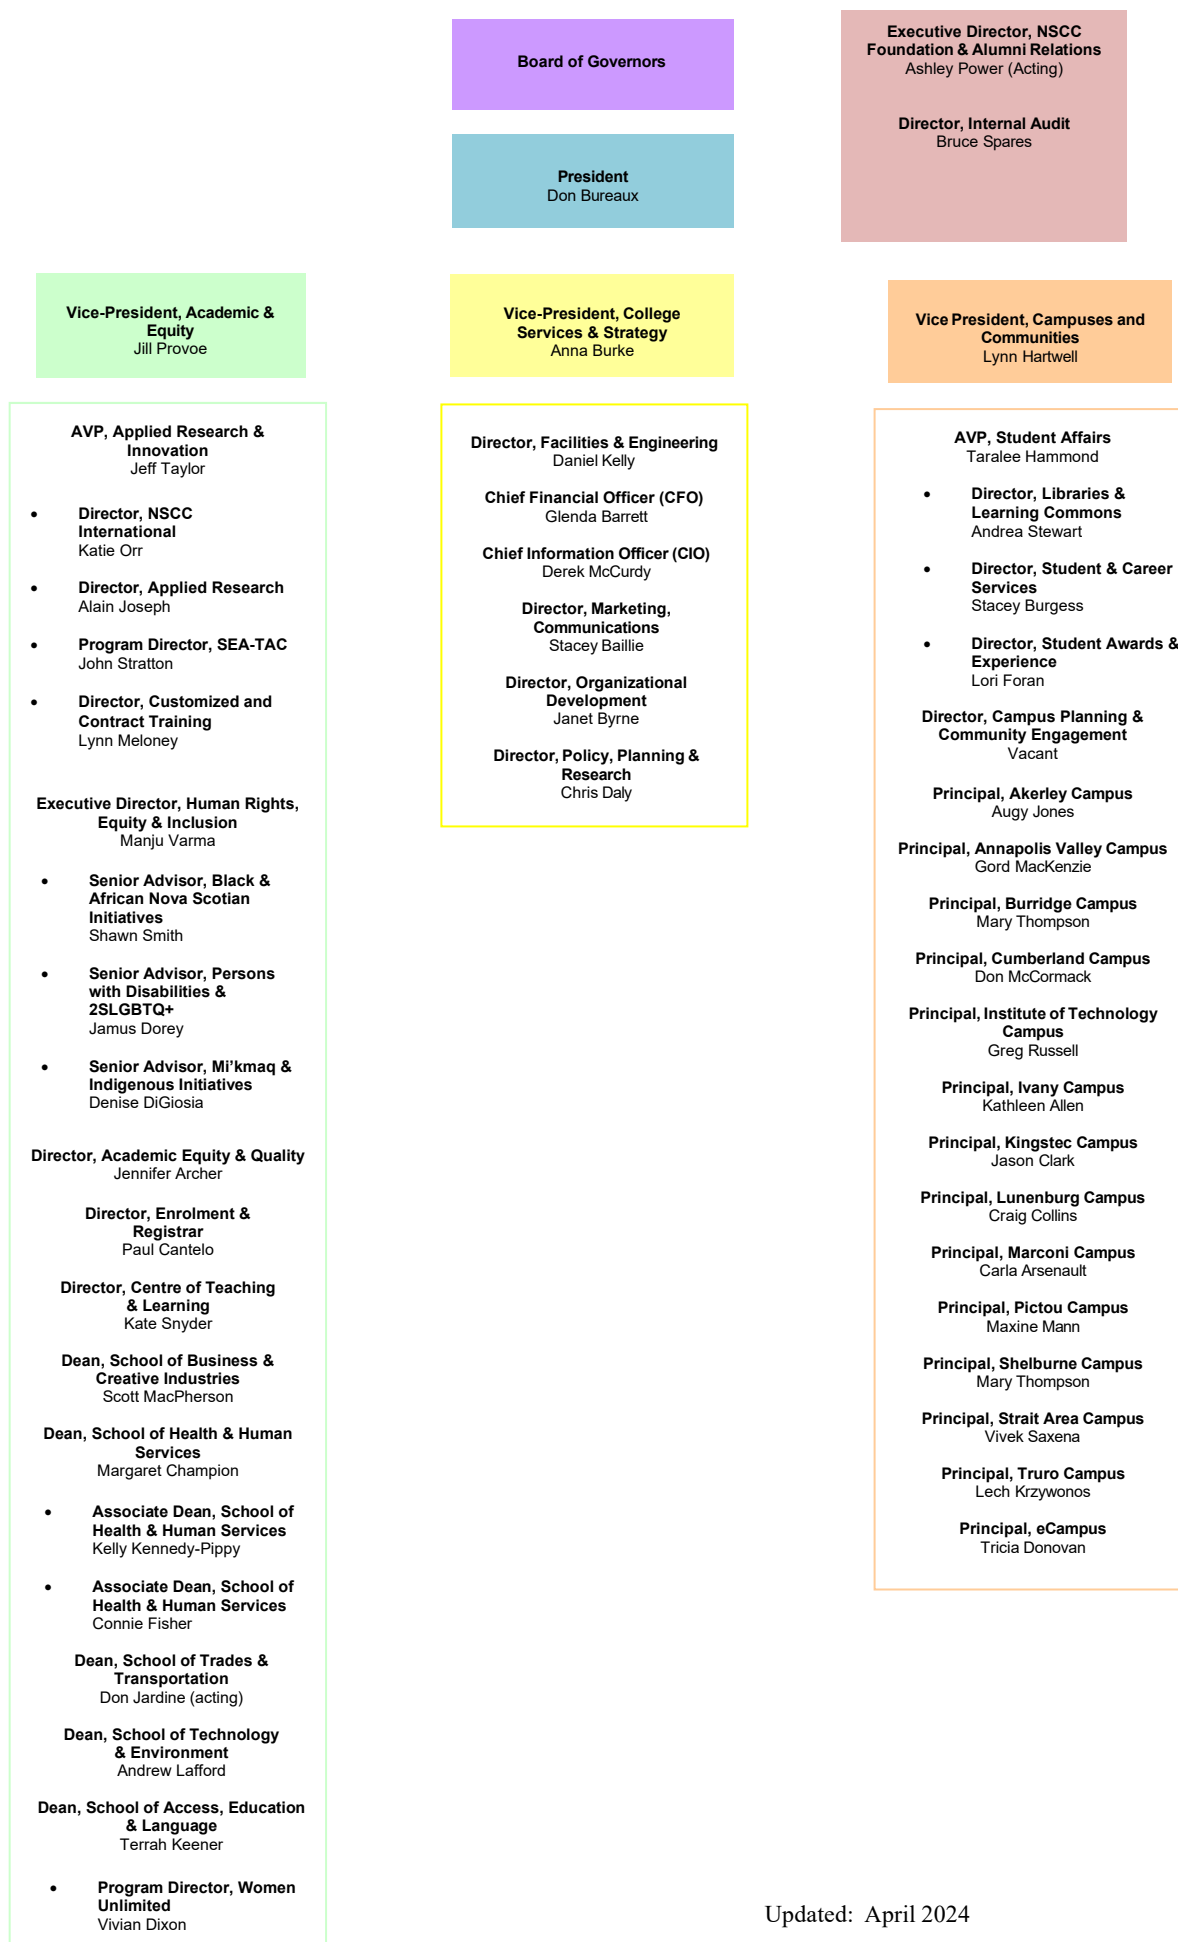 Board of Governors
President
Don Bureaux
Executive Director, NSCC
Foundation & Alumni Relations
Ashley Power (Acting)
Director, Internal Audit
Bruce Spares
Vice-President, Academic &
Equity
Jill Provoe
Vice-President, College
Services & Strategy
Anna Burke
Vice President, Campuses and
Communities
Lynn Hartwell
AVP, Applied Research &
Innovation
Jeff Taylor
• Director, NSCC
International
Katie Orr
• Director, Applied Research
Alain Joseph
• Program Director, SEA-TAC
John Stratton
• Director, Customized and
Contract Training
Lynn Meloney
Executive Director, Human Rights,
Equity & Inclusion
Manju Varma
• Senior Advisor, Black &
African Nova Scotian
Initiatives
Shawn Smith
• Senior Advisor, Persons
with Disabilities &
2SLGBTQ+
Jamus Dorey
• Senior Advisor, Mi’kmaq &
Indigenous Initiatives
Denise DiGiosia
Director, Academic Equity & Quality
Jennifer Archer
Director, Enrolment &
Registrar
Paul Cantelo
Director, Centre of Teaching
& Learning
Kate Snyder
Dean, School of Business &
Creative Industries
Scott MacPherson
Dean, School of Health & Human
Services
Margaret Champion
• Associate Dean, School of
Health & Human Services
Kelly Kennedy-Pippy
• Associate Dean, School of
Health & Human Services
Connie Fisher
Dean, School of Trades &
Transportation
Don Jardine (acting)
Dean, School of Technology
& Environment
Andrew Lafford
Dean, School of Access, Education
& Language
Terrah Keener
• Program Director, Women
Unlimited
Vivian Dixon
Director, Facilities & Engineering
Daniel Kelly
Chief Financial Officer (CFO)
Glenda Barrett
Chief Information Officer (CIO)
Derek McCurdy
Director, Marketing,
Communications
Stacey Baillie
Director, Organizational
Development
Janet Byrne
Director, Policy, Planning &
Research
Chris Daly
AVP, Student Affairs
Taralee Hammond
• Director, Libraries &
Learning Commons
Andrea Stewart
• Director, Student & Career
Services
Stacey Burgess
• Director, Student Awards &
Experience
Lori Foran
Director, Campus Planning &
Community Engagement
Vacant
Principal, Akerley Campus
Augy Jones
Principal, Annapolis Valley Campus
Gord MacKenzie
Principal, Burridge Campus
Mary Thompson
Principal, Cumberland Campus
Don McCormack
Principal, Institute of Technology
Campus
Greg Russell
Principal, Ivany Campus
Kathleen Allen
Principal, Kingstec Campus
Jason Clark
Principal, Lunenburg Campus
Craig Collins
Principal, Marconi Campus
Carla Arsenault
Principal, Pictou Campus
Maxine Mann
Principal, Shelburne Campus
Mary Thompson
Principal, Strait Area Campus
Vivek Saxena
Principal, Truro Campus
Lech Krzywonos
Principal, eCampus
Tricia Donovan
Updated: April 2024